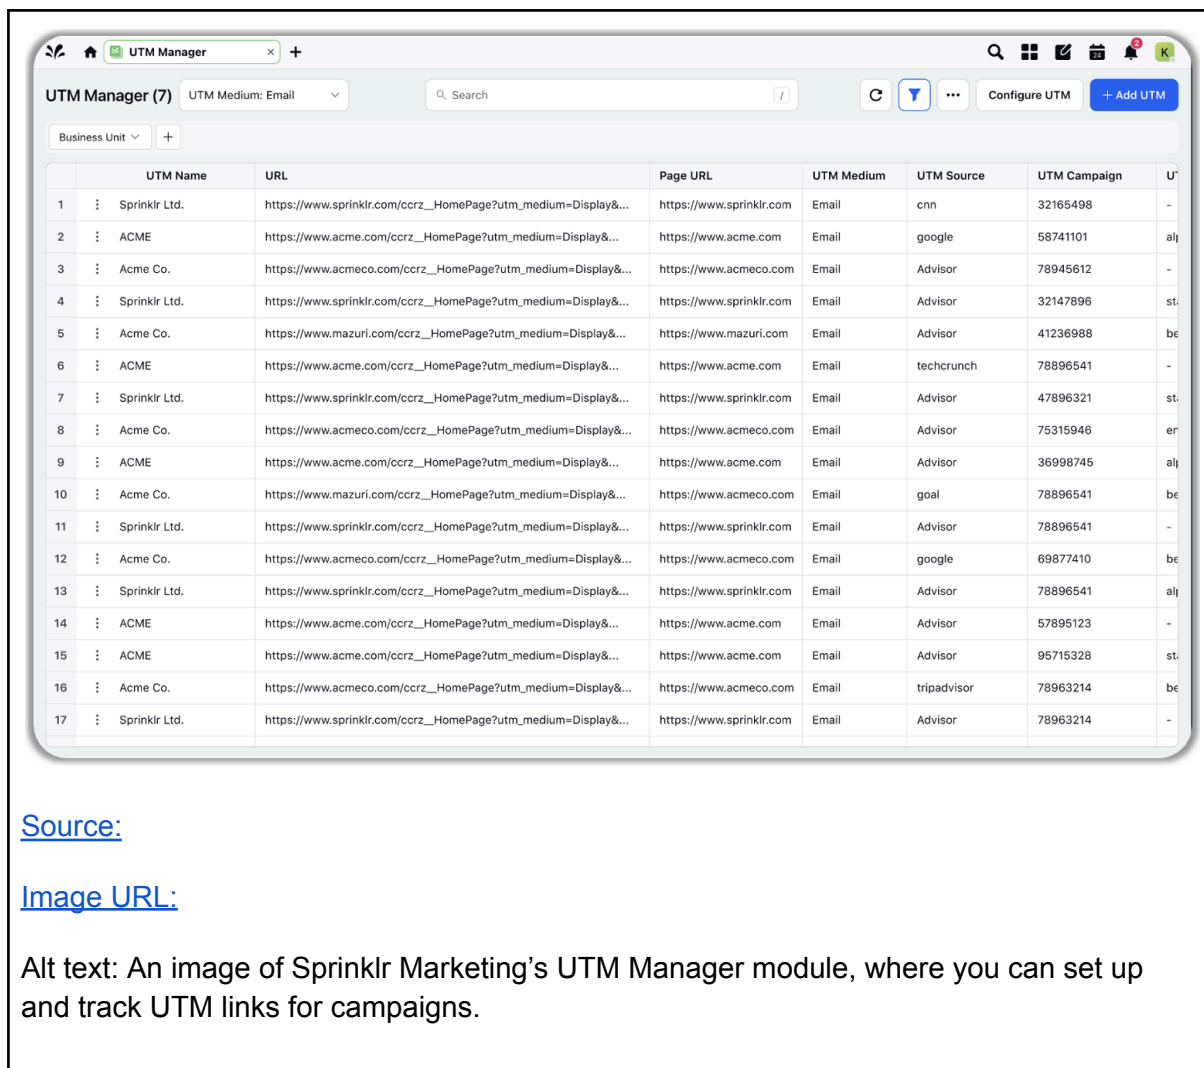 UTM Manager × +
24 2 K
UTM Manager (7) UTM Medium: Email Search / ... Configure UTM + Add UTM
Business Unit +
UTM Name URL Page URL UTM Medium UTM Source UTM Campaign
1 Sprinklr Ltd. https://www.sprinklr.com/ccrz__HomePage?utm_medium=Display&... https://www.sprinklr.com Email cnn 32165498 -
2 ACME https://www.acme.com/ccrz__HomePage?utm_medium=Display&... https://www.acme.com Email google 58741101
3 Acme Co. https://www.acmeco.com/ccrz__HomePage?utm_medium=Display&... https://www.acmeco.com Email Advisor 78945612 -
4 Sprinklr Ltd. https://www.sprinklr.com/ccrz__HomePage?utm_medium=Display&... https://www.sprinklr.com Email Advisor 32147896
5 Acme Co. https://www.mazuri.com/ccrz__HomePage?utm_medium=Display&... https://www.mazuri.com Email Advisor 41236988
6 ACME https://www.acme.com/ccrz__HomePage?utm_medium=Display&... https://www.acme.com Email techcrunch 78896541 -
7 Sprinklr Ltd. https://www.sprinklr.com/ccrz__HomePage?utm_medium=Display&... https://www.sprinklr.com Email Advisor 47896321
8 Acme Co. https://www.acmeco.com/ccrz__HomePage?utm_medium=Display&... https://www.acmeco.com Email Advisor 75315946
9 ACME https://www.acme.com/ccrz__HomePage?utm_medium=Display&... https://www.acme.com Email Advisor 36998745
10 Acme Co. https://www.mazuri.com/ccrz__HomePage?utm_medium=Display&... https://www.acmeco.com Email goal 78896541
11 Sprinklr Ltd. https://www.sprinklr.com/ccrz__HomePage?utm_medium=Display&... https://www.sprinklr.com Email Advisor 78896541 -
12 Acme Co. https://www.acmeco.com/ccrz__HomePage?utm_medium=Display&... https://www.acmeco.com Email google 69877410
13 Sprinklr Ltd. https://www.sprinklr.com/ccrz__HomePage?utm_medium=Display&... https://www.sprinklr.com Email Advisor 78896541
14 ACME https://www.acme.com/ccrz__HomePage?utm_medium=Display&... https://www.acme.com Email Advisor 57895123 -
15 ACME https://www.acme.com/ccrz__HomePage?utm_medium=Display&... https://www.acme.com Email Advisor 95715328
16 Acme Co. https://www.acmeco.com/ccrz__HomePage?utm_medium=Display&... https://www.acmeco.com Email tripadvisor 78963214
17 Sprinklr Ltd. https://www.sprinklr.com/ccrz__HomePage?utm_medium=Display&... https://www.sprinklr.com Email Advisor 78963214 -
Source:
Image URL:
Alt text: An image of Sprinklr Marketing’s UTM Manager module, where you can set up
and track UTM links for campaigns.